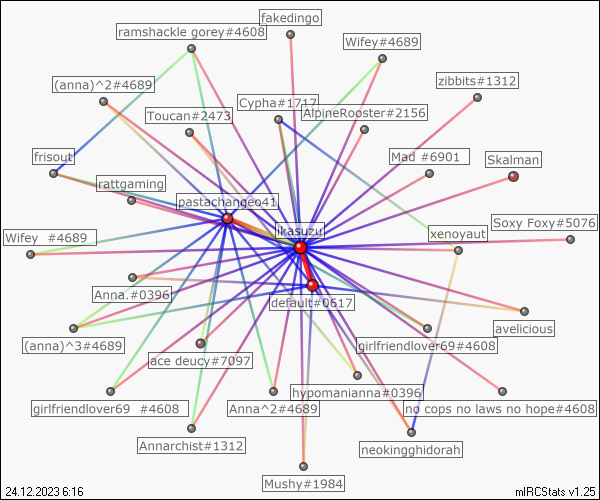 fakedingo
ramshackle gorey#4608
Wifey#4689
zibbits#1312
(anna)^2#4689
Cypha#1717
AlpineRooster#2156
Toucan#2473
frisout
Mad #6901
Skalman
rattgaming
pastachangeo41
Soxy Foxy#5076
ikasuzu
xenoyaut
Wifey  #4689
Anna.#0396
default#0617
avelicious
(anna)^3#4689
girlfriendlover69#4608
ace deucy#7097
hypomanianna#0396
girlfriendlover69  #4608
Anna^2#4689
no cops no laws no hope#4608
Annarchist#1312
neokingghidorah
Mushy#1984
24.12.2023 6:16
mIRCStats v1.25